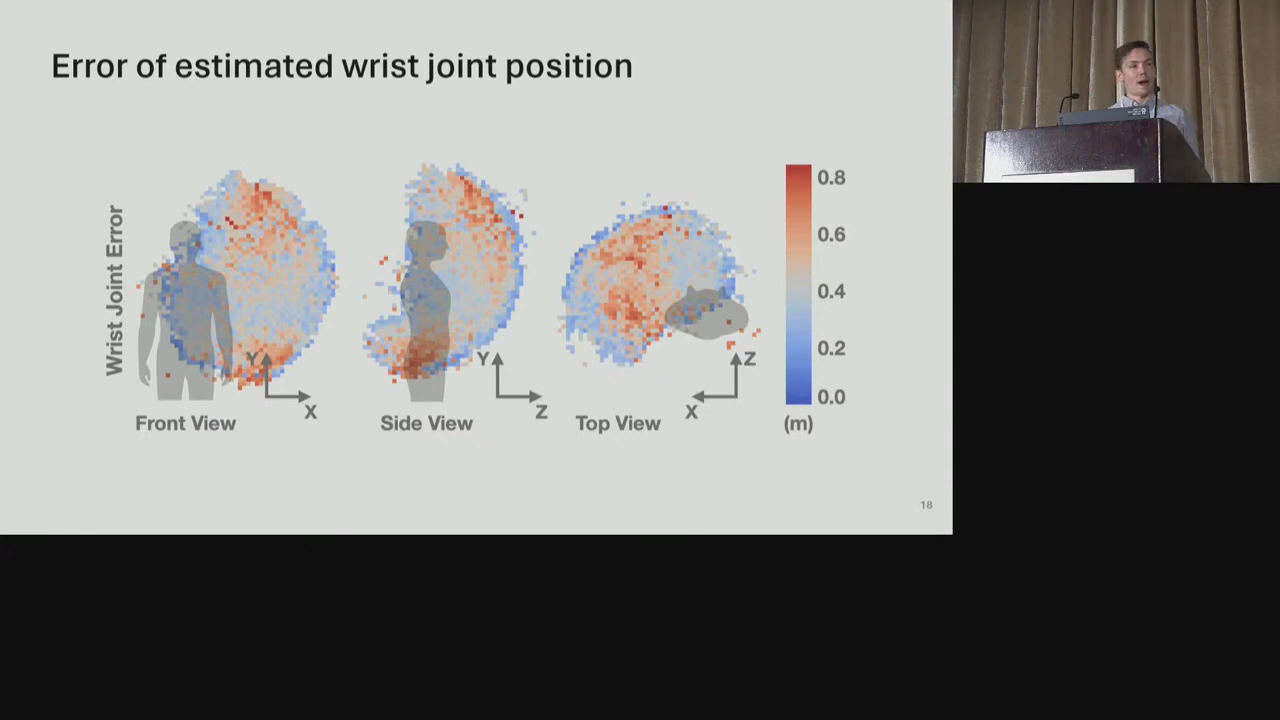 Error of estimated wrist joint position
Wrist Joint Error
Y
X
Front View
Y
Z
Side View
Z
X
Top View
0.8
0.6
0.4
0.2
0.0
(m)
18